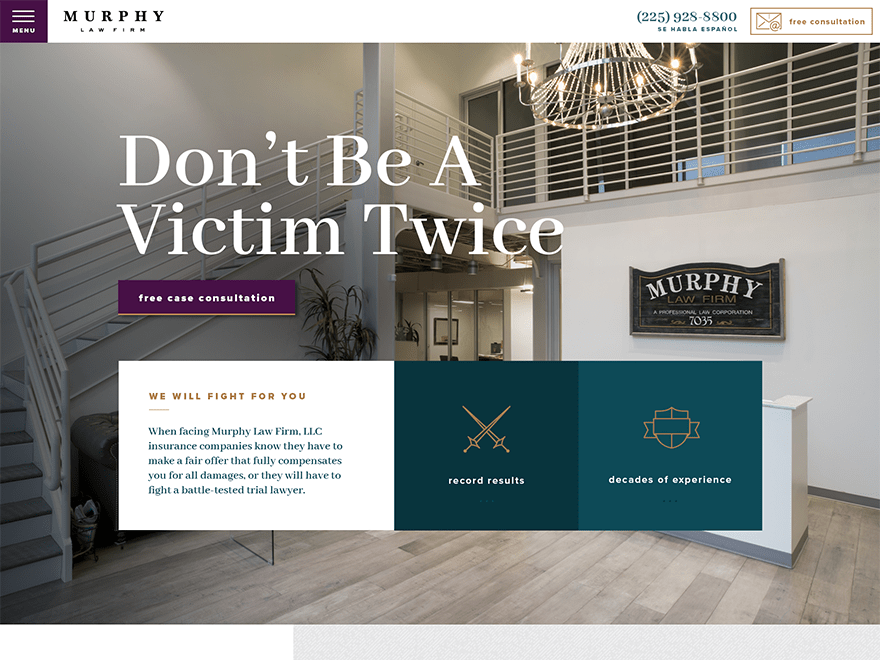 MENU
MURPHY
LAW FIRM
(225) 928-8800
SE HABLA ESPAÑOL
free consultation
Don't Be A
Victim Twice
free case consultation
MURPHY
LAW FIRM
A PROFESSIONAL LAW CORPORATION
7035
WE WILL FIGHT FOR YOU
When facing Murphy Law Firm, LLC
insurance companies know they have to
make a fair offer that fully compensates
you for all damages, or they will have to
fight a battle-tested trial lawyer.
record results
decades of experience